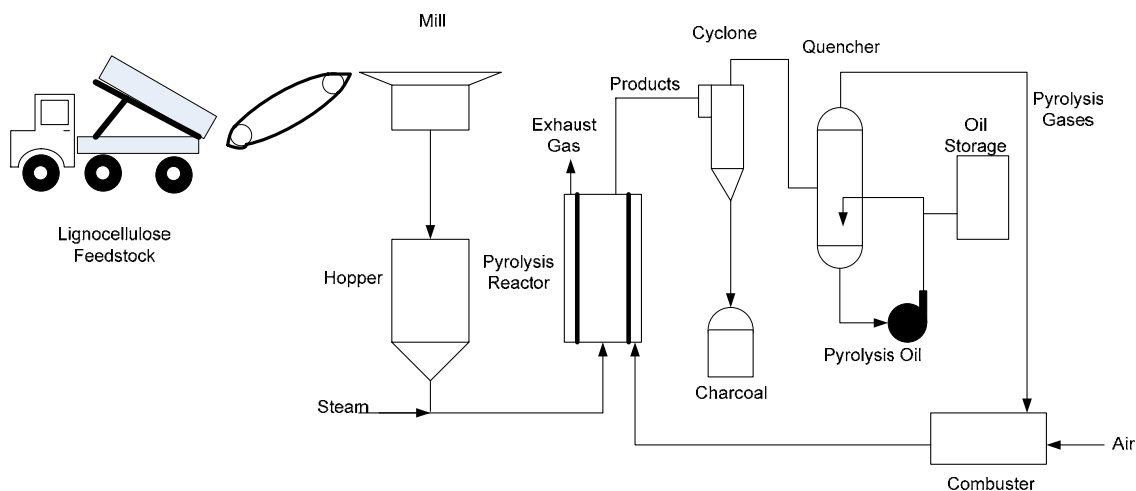 Mill
Cyclone
Quencher
Products
Pyrolysis
Gases
Exhaust
Gas
Oil
Storage
Lignocellulose
Feedstock
Hopper
Pyrolysis
Reactor
Pyrolysis Oil
Charcoal
Steam
Air
Combuster